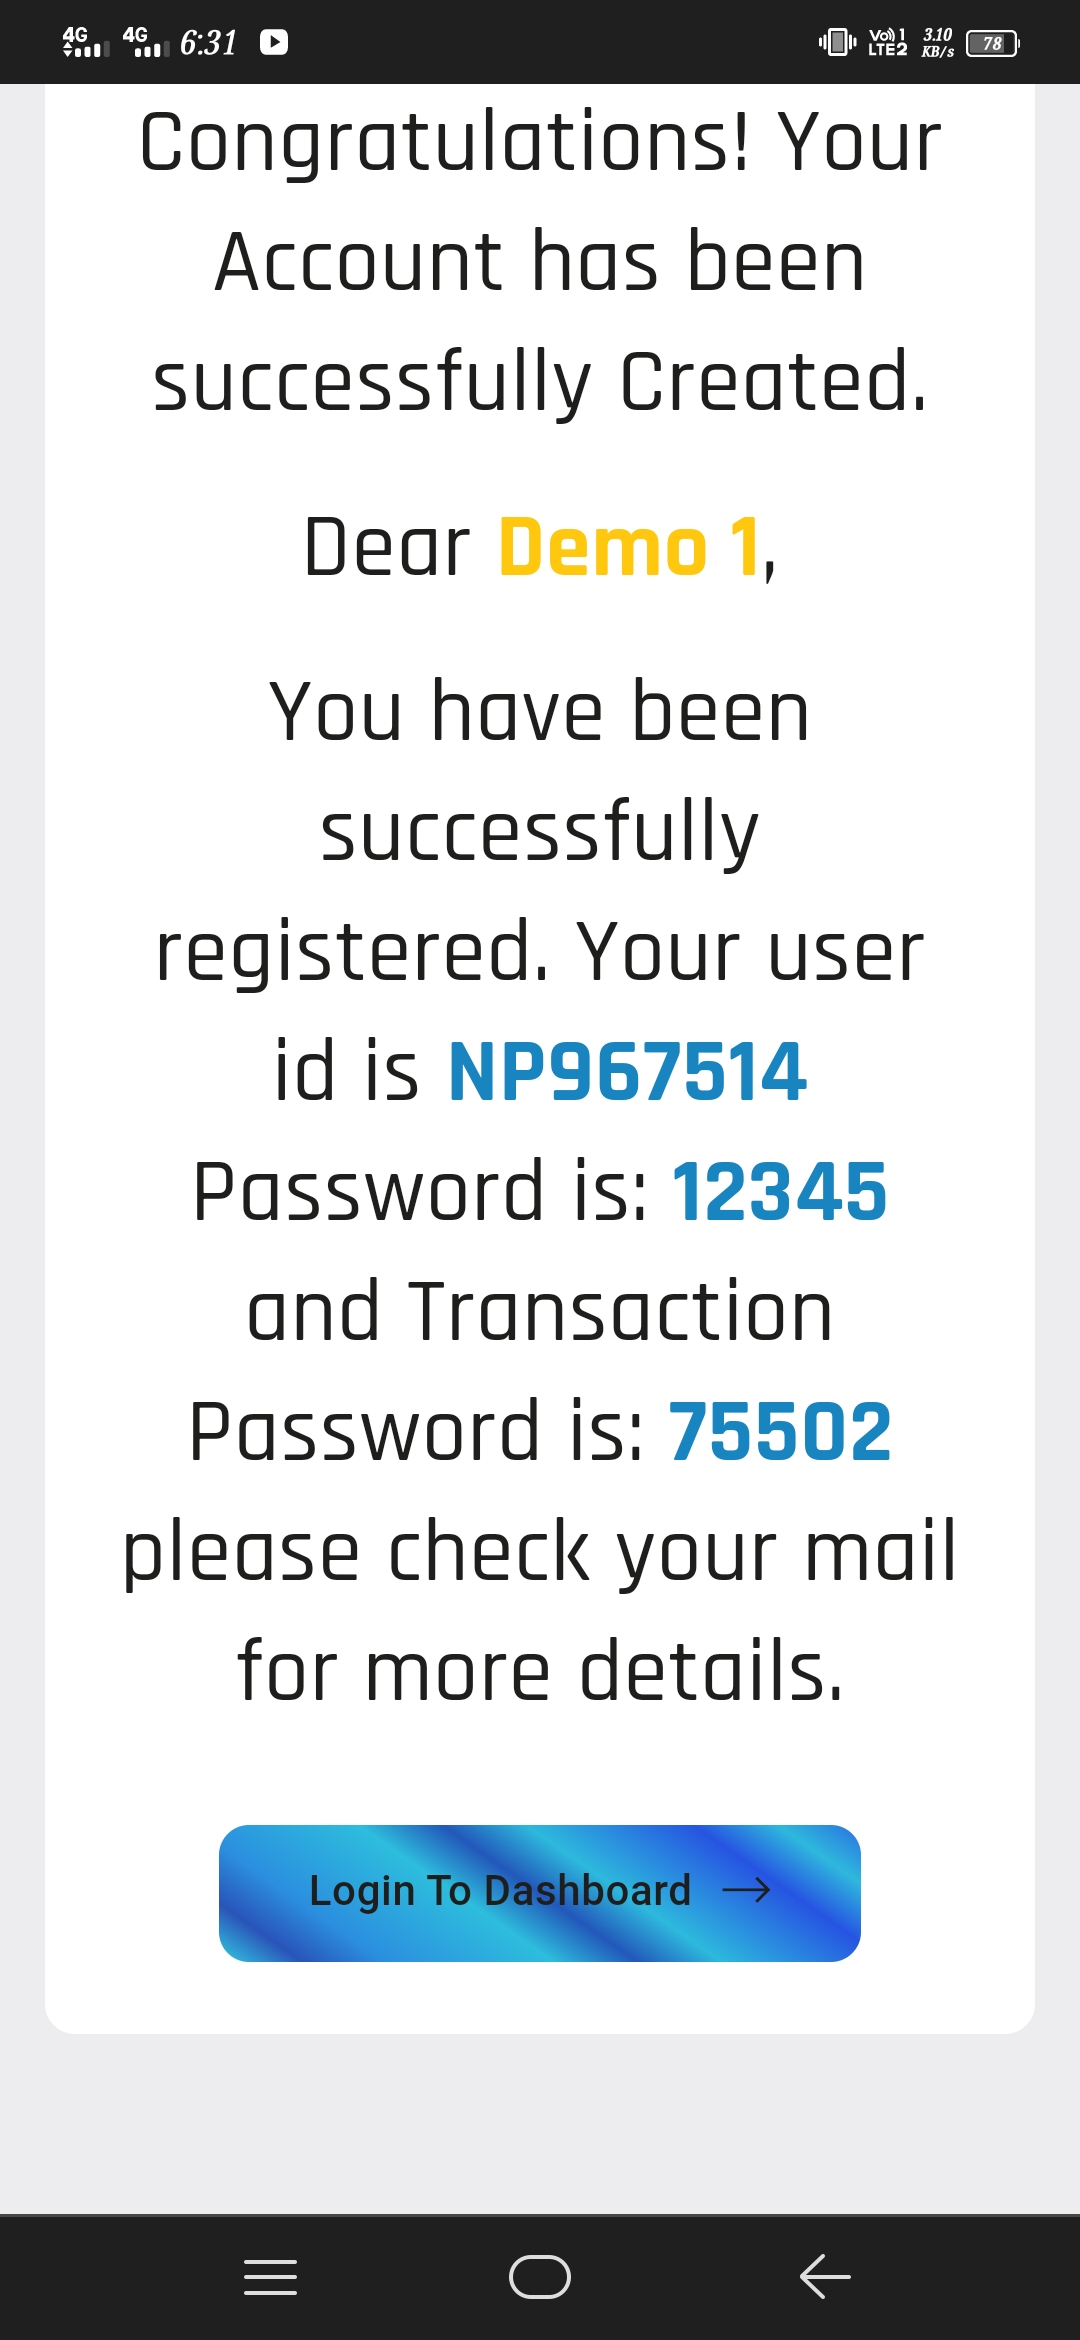 4G 4G 6:31 Vo)) 1 LTE2 3.10 KB/s 78
Congratulations! Your
Account has been
successfully Created.
Dear Demo 1,
You have been
successfully
registered. Your user
id is NP967514
Password is: 12345
and Transaction
Password is: 75502
please check your mail
for more details.
Login To Dashboard